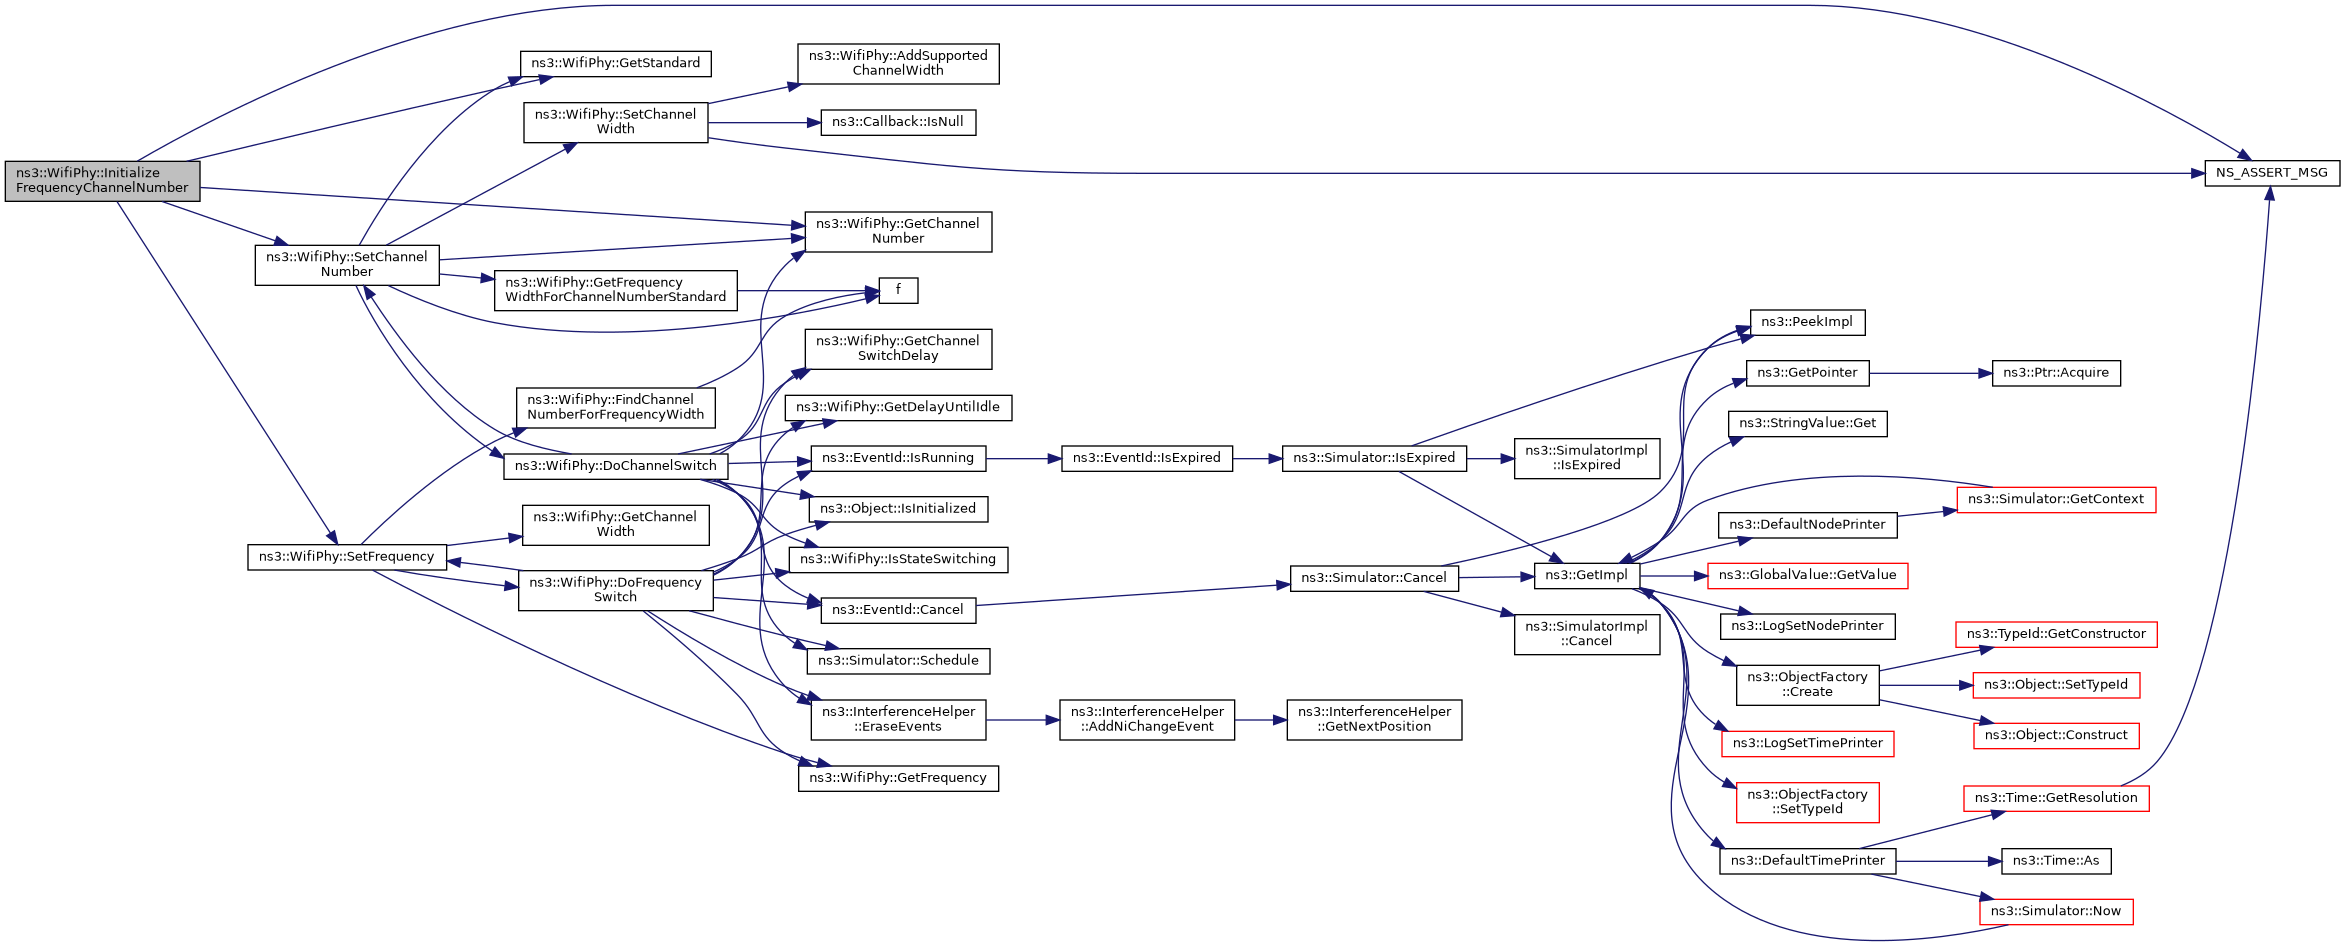 ns3::WifiPhy::Initialize
FrequencyChannelNumber
ns3::WifiPhy::SetChannel
Number
ns3::WifiPhy::SetFrequency
ns3::WifiPhy::GetStandard
ns3::WifiPhy::SetChannel
Width
ns3::WifiPhy::GetFrequency
WidthForChannelNumberStandard
ns3::WifiPhy::FindChannel
NumberForFrequencyWidth
ns3::WifiPhy::DoChannelSwitch
ns3::WifiPhy::GetChannel
Width
ns3::WifiPhy::DoFrequency
Switch
ns3::WifiPhy::AddSupported
ChannelWidth
ns3::Callback::IsNull
ns3::WifiPhy::GetChannel
Number
f
ns3::WifiPhy::GetChannel
SwitchDelay
ns3::WifiPhy::GetDelayUntilIdle
ns3::EventId::IsRunning
ns3::Object::IsInitialized
ns3::WifiPhy::IsStateSwitching
ns3::EventId::Cancel
ns3::Simulator::Schedule
ns3::InterferenceHelper
::EraseEvents
ns3::WifiPhy::GetFrequency
ns3::EventId::IsExpired
ns3::InterferenceHelper
::AddNiChangeEvent
ns3::Simulator::IsExpired
ns3::Simulator::Cancel
ns3::InterferenceHelper
::GetNextPosition
ns3::SimulatorImpl
::IsExpired
ns3::GetImpl
ns3::SimulatorImpl
::Cancel
ns3::PeekImpl
ns3::GetPointer
ns3::StringValue::Get
ns3::DefaultNodePrinter
ns3::GlobalValue::GetValue
ns3::LogSetNodePrinter
ns3::ObjectFactory
::Create
ns3::LogSetTimePrinter
ns3::ObjectFactory
::SetTypeId
ns3::DefaultTimePrinter
ns3::Ptr::Acquire
ns3::Simulator::GetContext
ns3::TypeId::GetConstructor
ns3::Object::SetTypeId
ns3::Object::Construct
ns3::Time::GetResolution
ns3::Time::As
ns3::Simulator::Now
NS_ASSERT_MSG